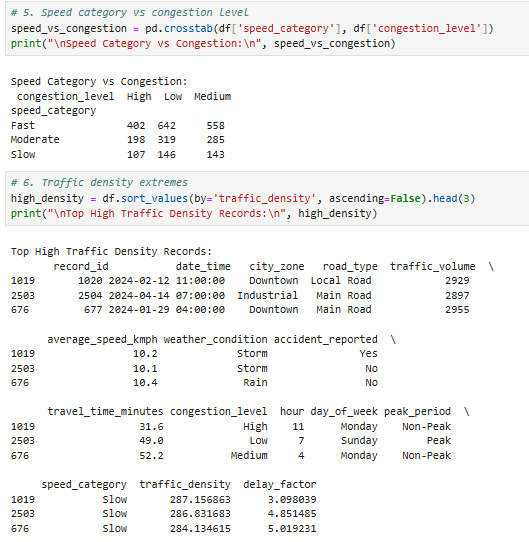 # 5. Speed category vs congestion level
speed_vs_congestion = pd.crosstab(df['speed_category'], df['congestion_level'])
print("\nSpeed Category vs Congestion:\n", speed_vs_congestion)
Speed Category vs Congestion:
congestion_level  High  Low  Medium
speed_category
Fast               402  642     558
Moderate           198  319     285
Slow               107  146     143
# 6. Traffic density extremes
high_density = df.sort_values(by='traffic_density', ascending=False).head(3)
print("\nTop High Traffic Density Records:\n", high_density)
Top High Traffic Density Records:
      record_id           date_time   city_zone   road_type  traffic_volume  \
1019       1020 2024-02-12 11:00:00    Downtown  Local Road            2929
2503       2504 2024-04-14 07:00:00  Industrial   Main Road            2897
676         677 2024-01-29 04:00:00    Downtown   Main Road            2955
      average_speed_kmph weather_condition accident_reported  \
1019                10.2             Storm               Yes
2503                10.1             Storm                No
676                 10.4              Rain                No
      travel_time_minutes congestion_level  hour day_of_week peak_period  \
1019                 31.6             High    11      Monday    Non-Peak
2503                 49.0              Low     7      Sunday        Peak
676                  52.2           Medium     4      Monday    Non-Peak
     speed_category  traffic_density  delay_factor
1019           Slow       287.156863      3.098039
2503           Slow       286.831683      4.851485
676            Slow       284.134615      5.019231